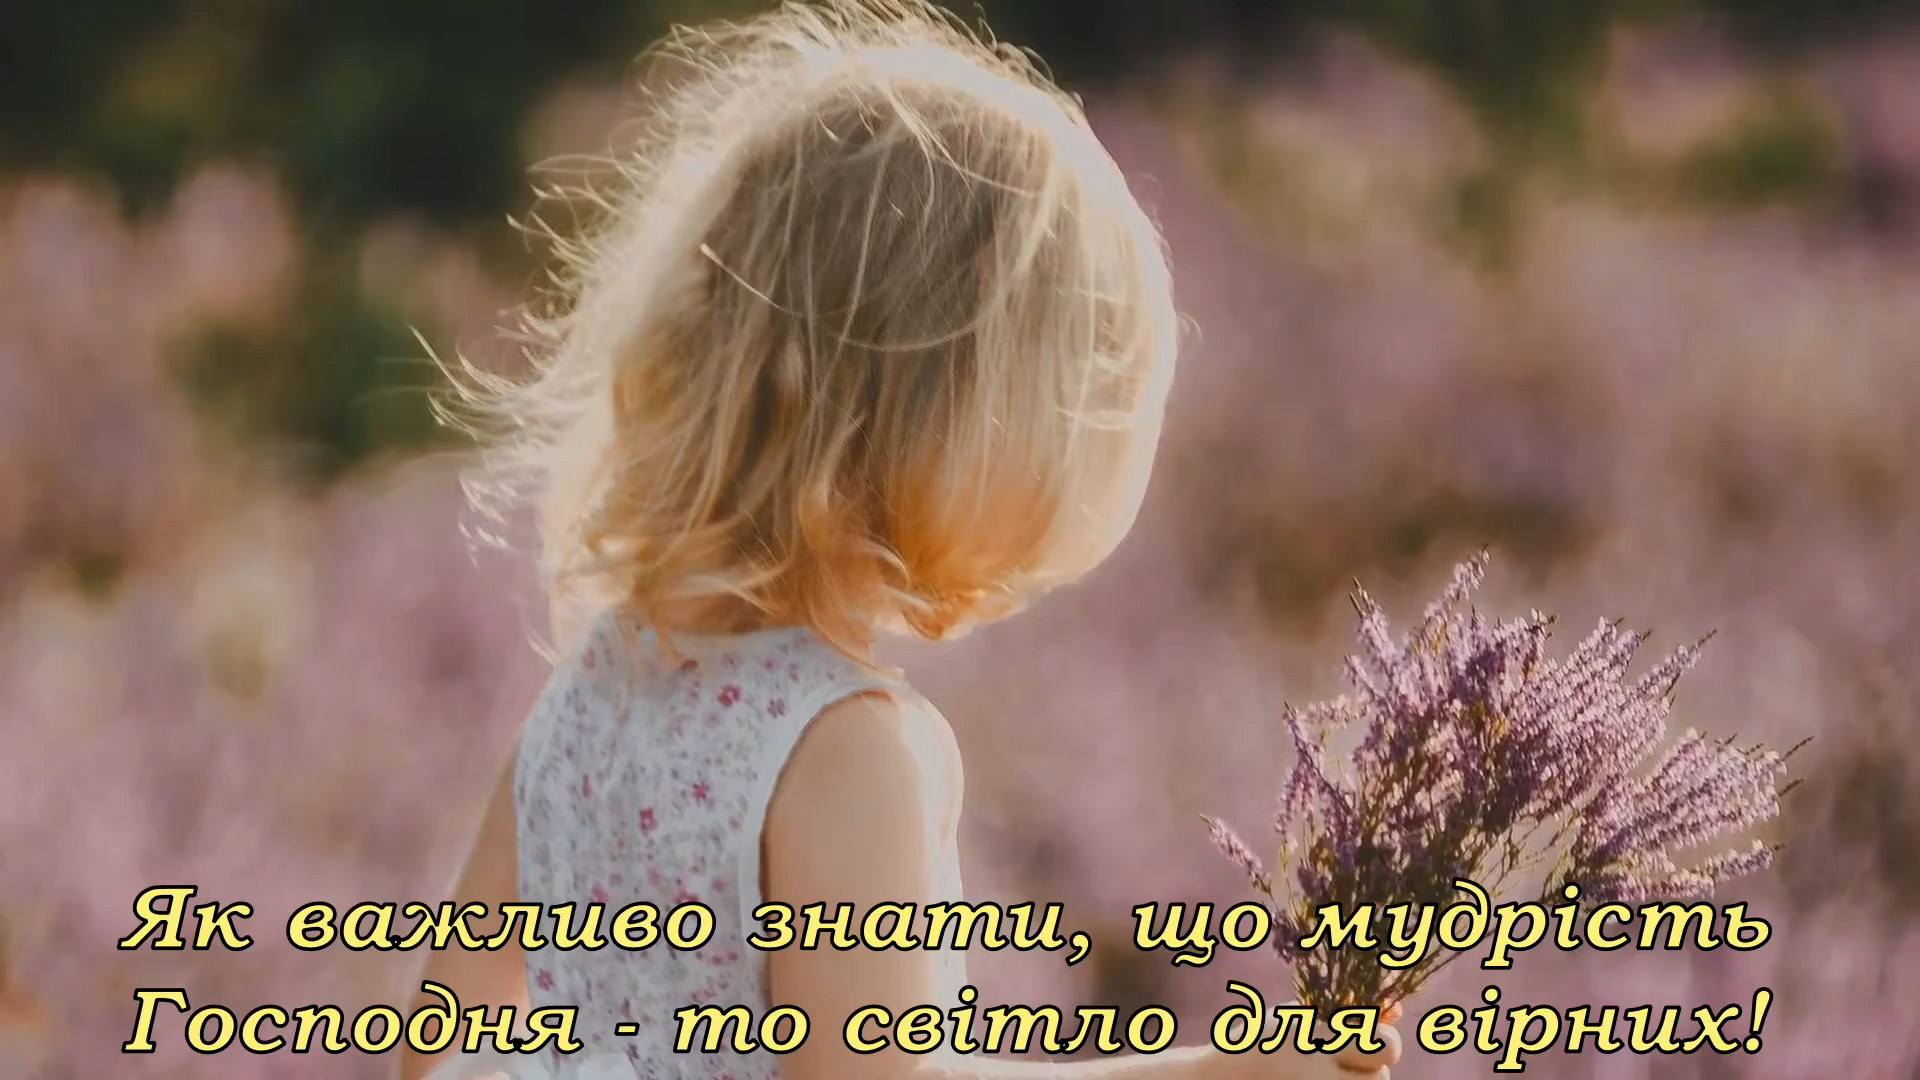 Як важливо знати, що мудрість
Господня - то світло для вірних!